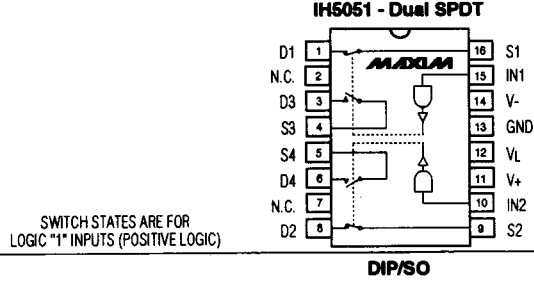 IH5051 - Dual SPDT
D1 1 16 S1
MAXIM
N.C. 2 15 IN1
D3 3 14 V-
S3 4 13 GND
S4 5 12 VL
D4 6 11 V+
N.C. 7 10 IN2
D2 8 9 S2
SWITCH STATES ARE FOR
LOGIC "1" INPUTS (POSITIVE LOGIC)
DIP/SO